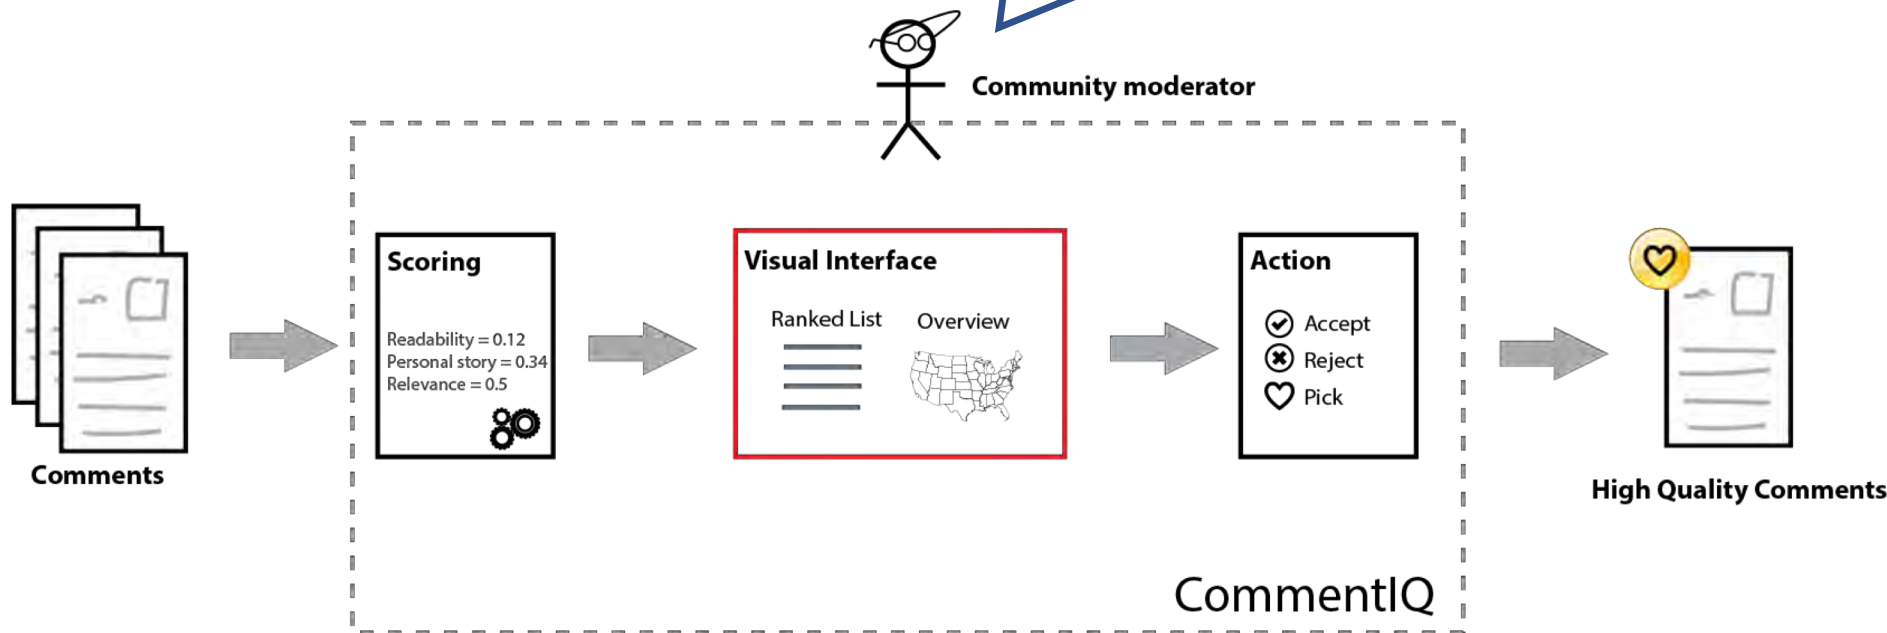 Community moderator
Comments
Scoring
Readability = 0.12
Personal story = 0.34
Relevance = 0.5
Visual Interface
Ranked List
Overview
Action
Accept
Reject
Pick
High Quality Comments
CommentIQ